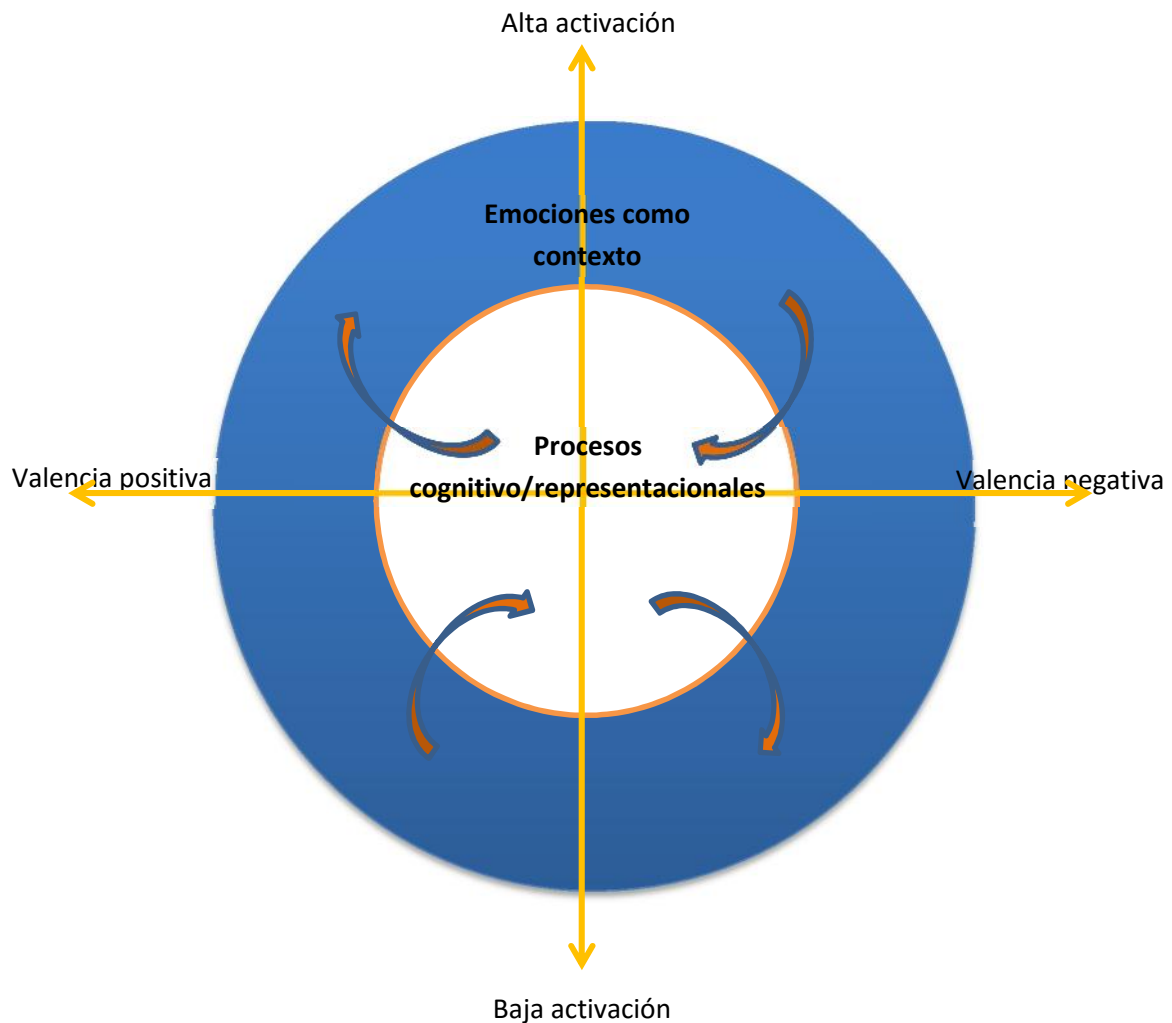 Alta activación
Emociones como
contexto
Procesos
cognitivo/representacionales
Valencia positiva
Valencia negativa
Baja activación